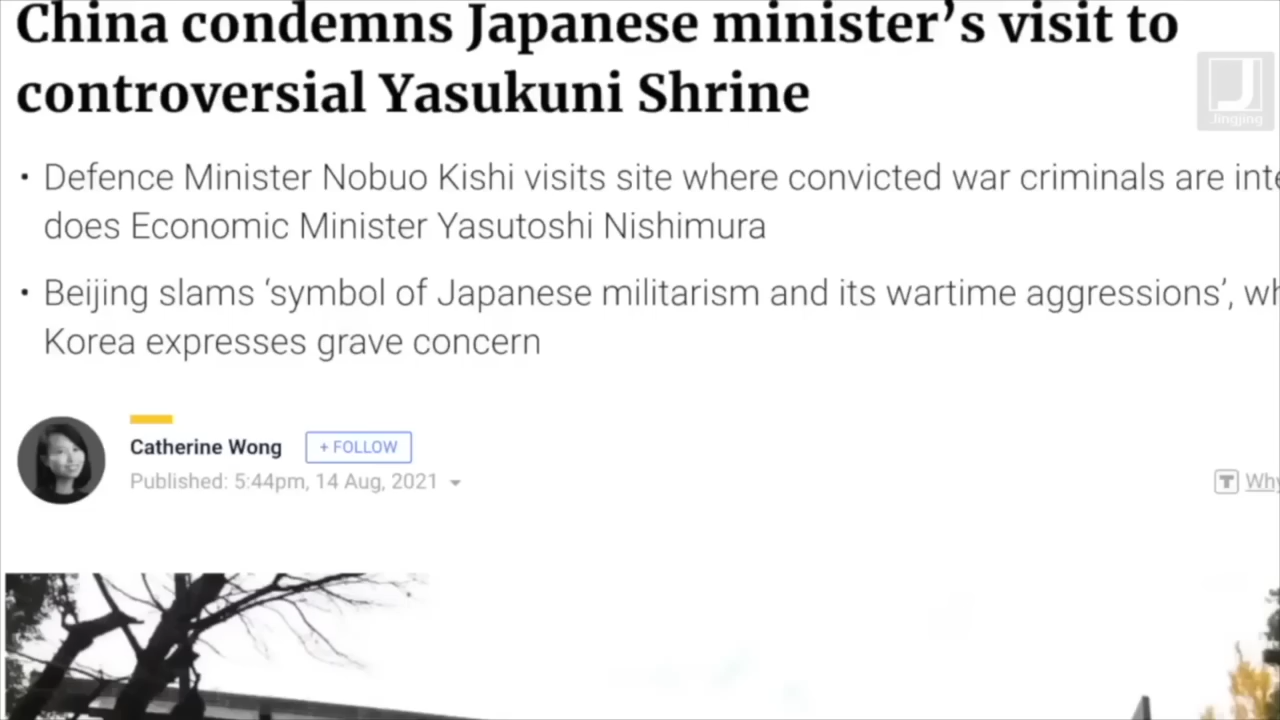 China condemns Japanese minister’s visit to
controversial Yasukuni Shrine
Jingjing
• Defence Minister Nobuo Kishi visits site where convicted war criminals are
does Economic Minister Yasutoshi Nishimura
• Beijing slams ‘symbol of Japanese militarism and its wartime aggressions’,
Korea expresses grave concern
Catherine Wong
+ FOLLOW
Published: 5:44pm, 14 Aug, 2021
Why